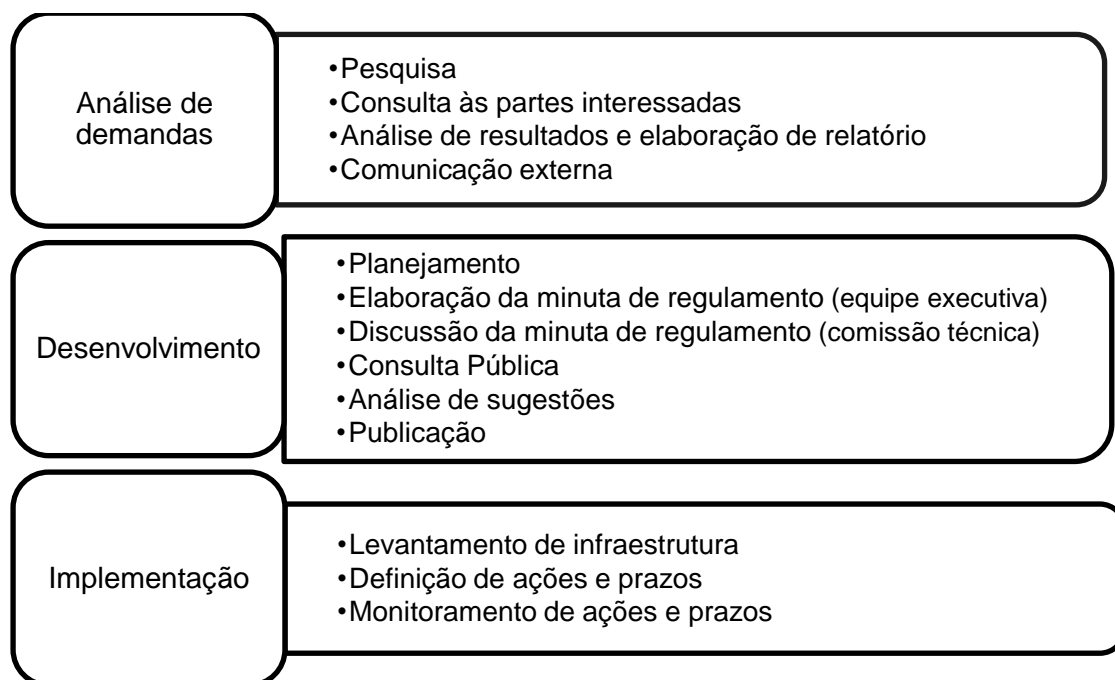 Análise de
demandas
•Pesquisa
•Consulta às partes interessadas
•Análise de resultados e elaboração de relatório
•Comunicação externa
Desenvolvimento
•Planejamento
•Elaboração da minuta de regulamento (equipe executiva)
•Discussão da minuta de regulamento (comissão técnica)
•Consulta Pública
•Análise de sugestões
•Publicação
Implementação
•Levantamento de infraestrutura
•Definição de ações e prazos
•Monitoramento de ações e prazos